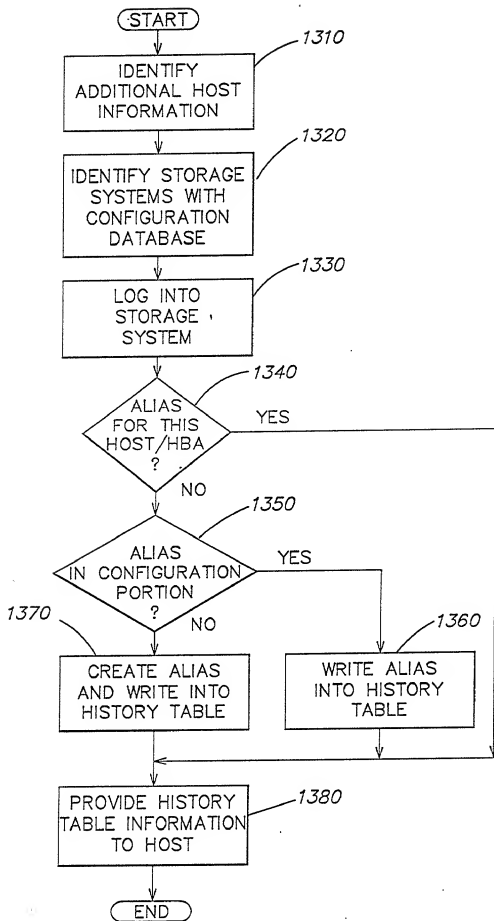 START
1310
IDENTIFY
ADDITIONAL HOST
INFORMATION
1320
IDENTIFY STORAGE
SYSTEMS WITH
CONFIGURATION
DATABASE
1330
LOG INTO
STORAGE
SYSTEM
1340
ALIAS
FOR THIS
HOST/HBA
?
YES
NO
1350
ALIAS
IN CONFIGURATION
PORTION
?
YES
NO
1370
CREATE ALIAS
AND WRITE INTO
HISTORY TABLE
1360
WRITE ALIAS
INTO HISTORY
TABLE
1380
PROVIDE HISTORY
TABLE INFORMATION
TO HOST
END